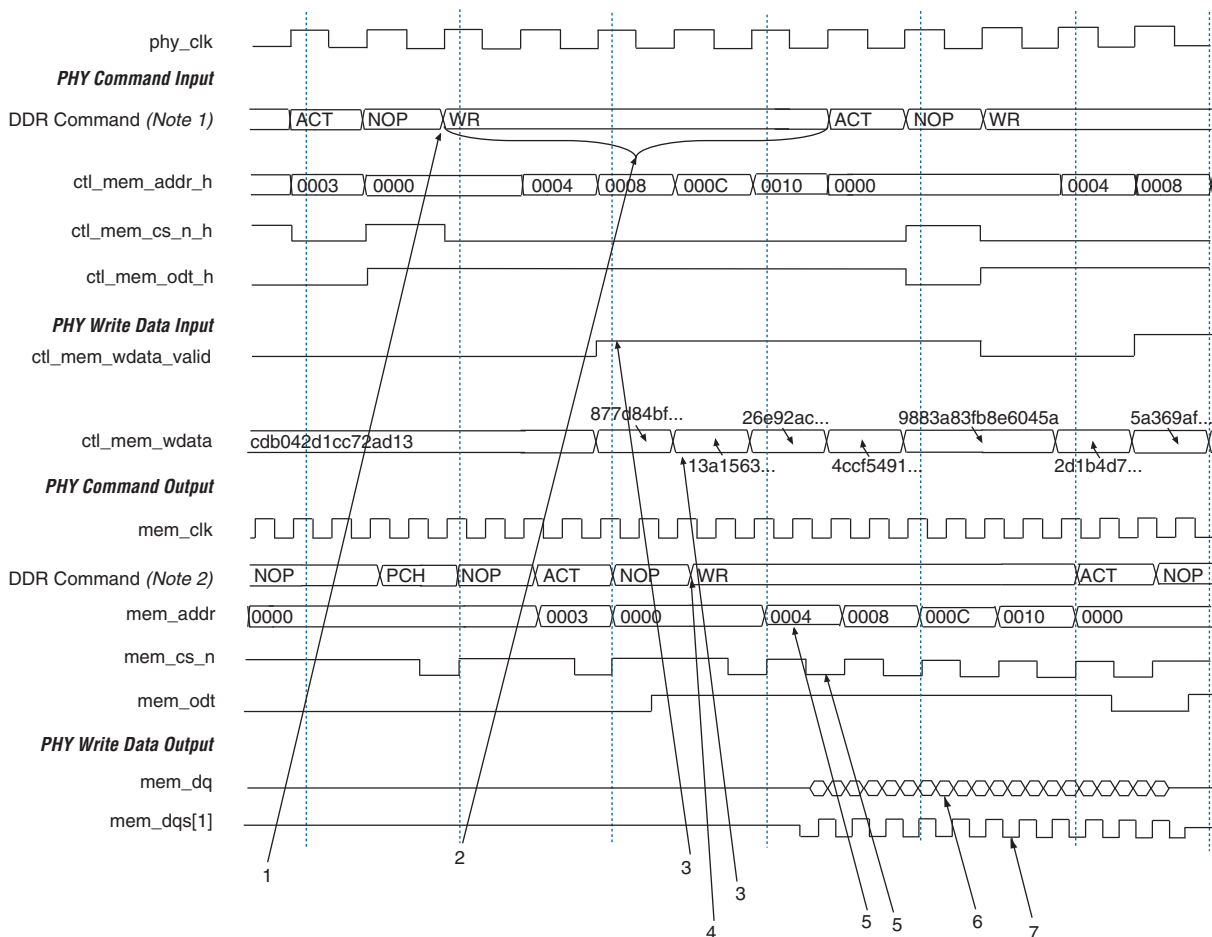 phy_clk
PHY Command Input
DDR Command (Note 1) ACT NOP WR ACT NOP WR
ctl_mem_addr_h 0003 0000 0004 0008 000C 0010 0000 0004 0008
ctl_mem_cs_n_h
ctl_mem_odt_h
PHY Write Data Input
ctl_mem_wdata_valid
877d84bf... 26e92ac... 9883a83fb8e6045a 5a369af...
ctl_mem_wdata cdb042d1cc72ad13
13a1563... 4ccf5491... 2d1b4d7...
PHY Command Output
mem_clk
DDR Command (Note 2) NOP PCH NOP ACT NOP WR ACT NOP
mem_addr 0000 0003 0000 0004 0008 000C 0010 0000
mem_cs_n
mem_odt
PHY Write Data Output
mem_dq
mem_dqs[1]
1 2 3 3 4 5 5 6 7